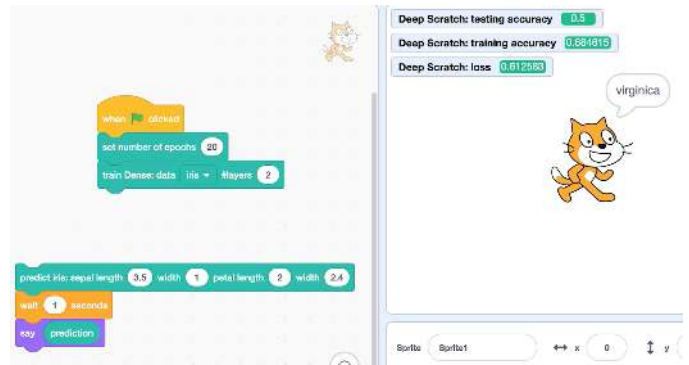 Deep Scratch: testing accuracy 0.5
Deep Scratch: training accuracy 0.684615
Deep Scratch: loss 0.612583
virginica
when clicked
set number of epochs 20
train Dense: data iris #layers 2
predict iris: sepal length 3.5 width 1 petal length 2 width 2.4
wait 1 seconds
say prediction
Sprite Sprite1 x 0 y